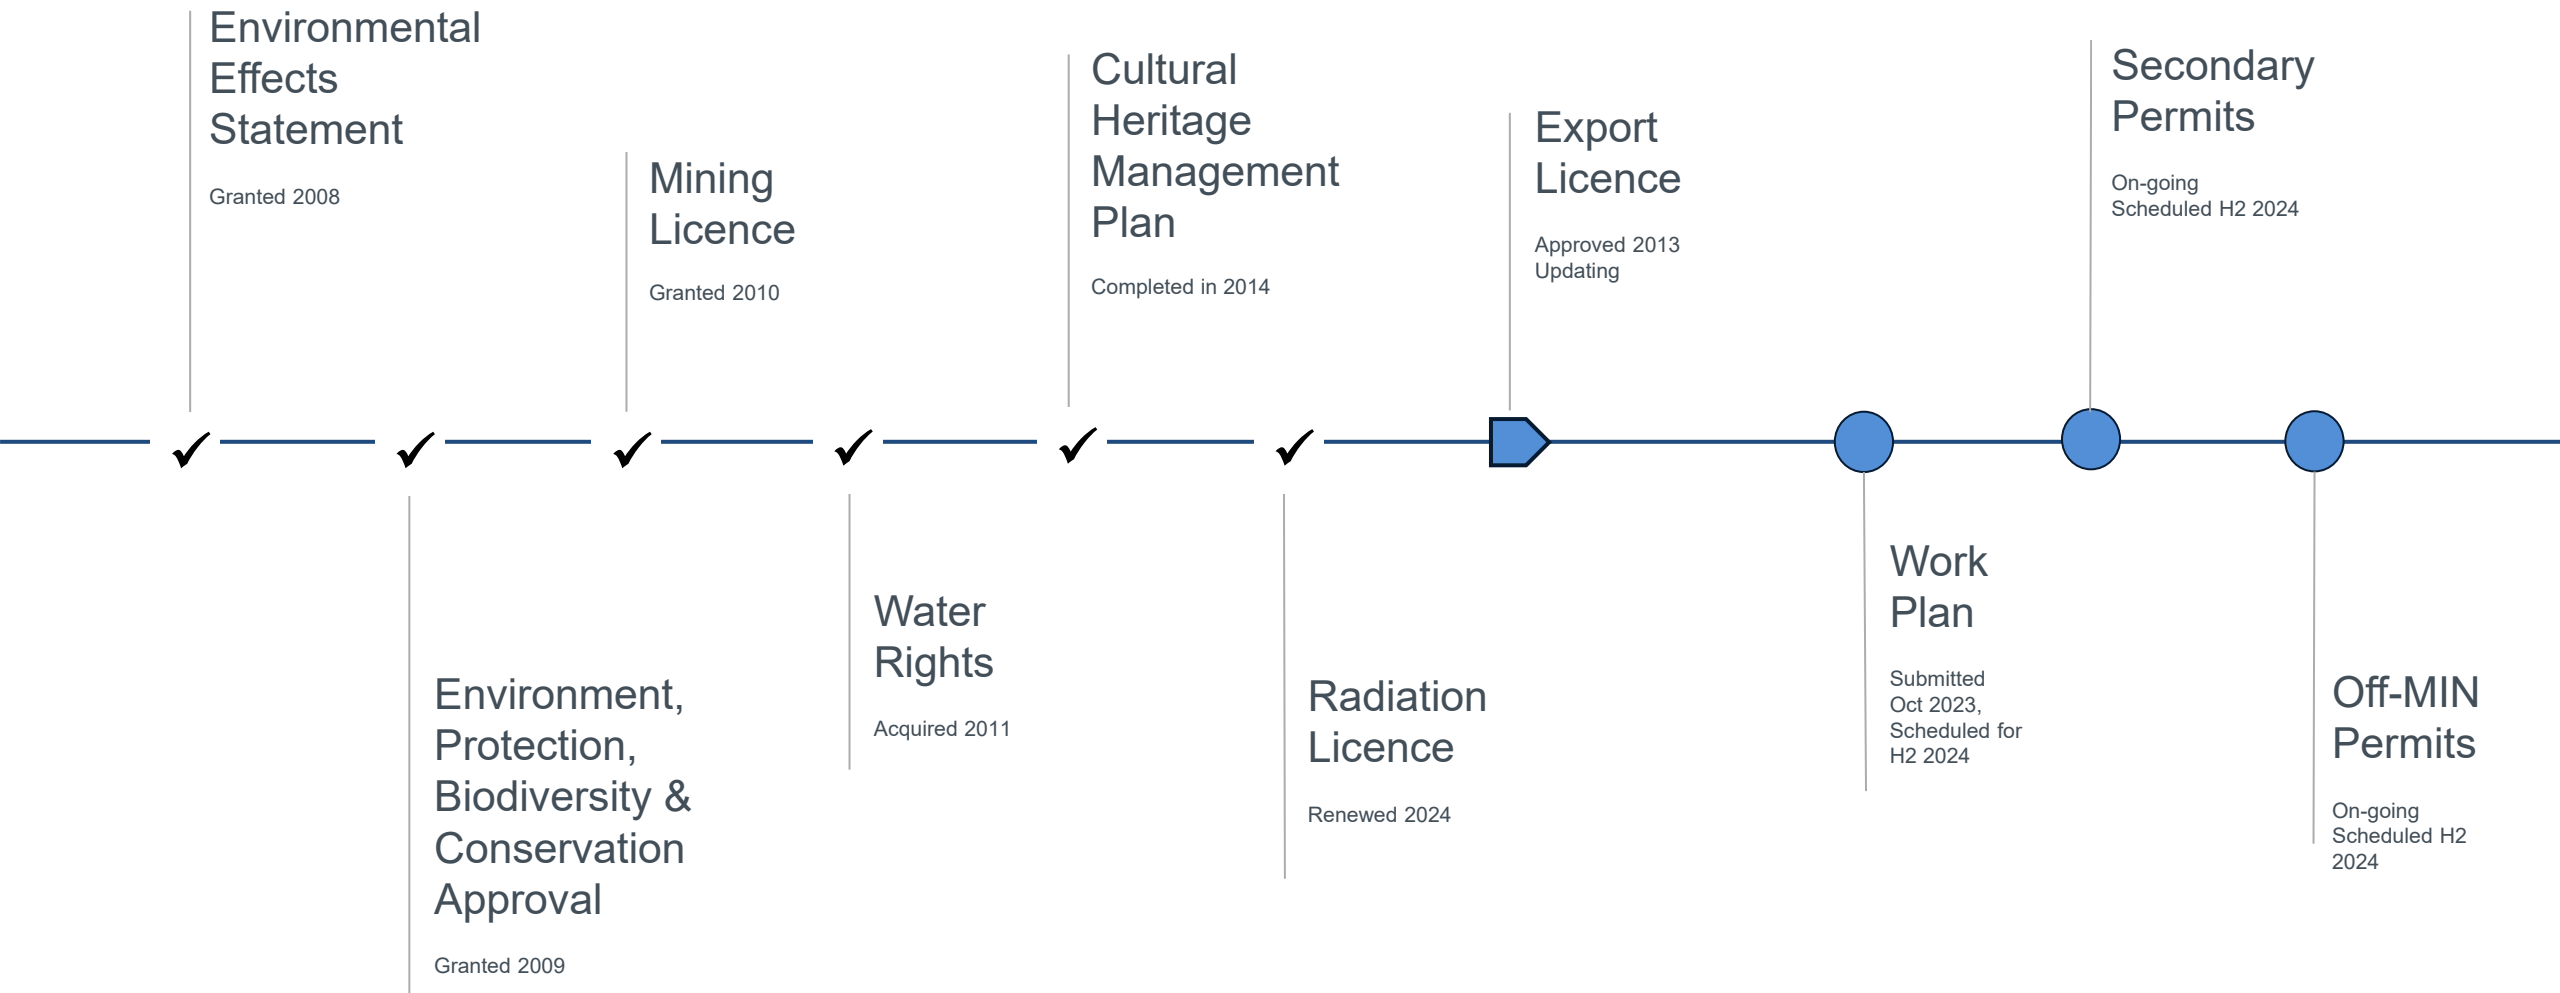 Environmental
Effects
Statement
Granted 2008
Environment,
Protection,
Biodiversity &
Conservation
Approval
Granted 2009
Mining
Licence
Granted 2010
Water
Rights
Acquired 2011
Cultural
Heritage
Management
Plan
Completed in 2014
Radiation
Licence
Renewed 2024
Export
Licence
Approved 2013
Updating
Work
Plan
Submitted
Oct 2023,
Scheduled for
H2 2024
Secondary
Permits
On-going
Scheduled H2 2024
Off-MIN
Permits
On-going
Scheduled H2
2024